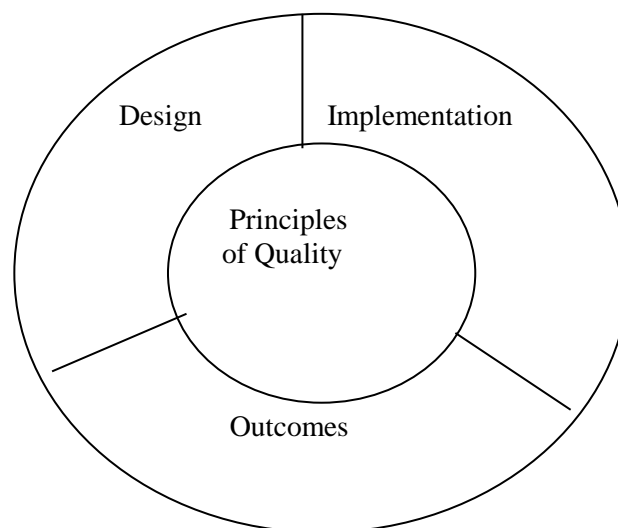 Design
Implementation
Principles
of Quality
Outcomes